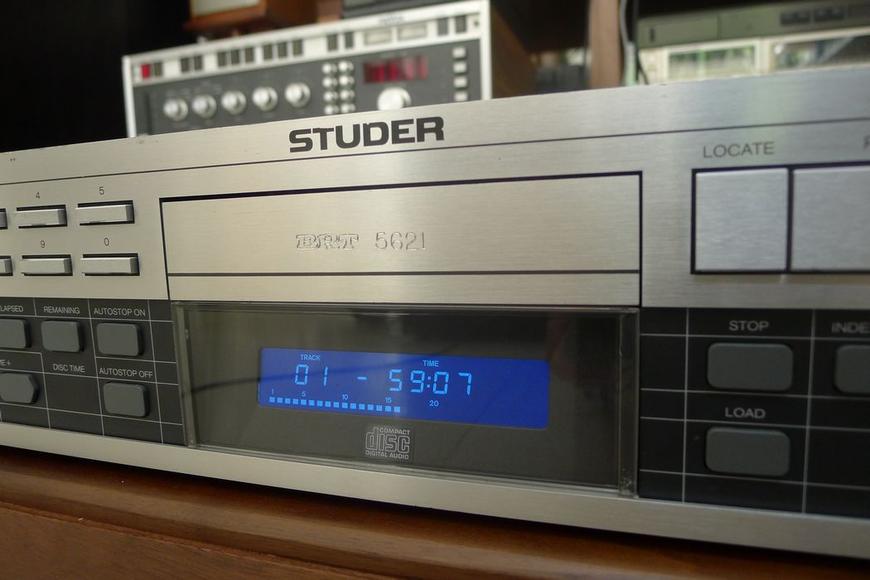 STUDER
LOCATE
4 5
9 0
BRT 5621
REMAINING AUTOSTOP ON
DISC TIME AUTOSTOP OFF
TRACK TIME
01 - 59:07
1 5 10 15 20
COMPACT
disc
DIGITAL AUDIO
STOP
LOAD